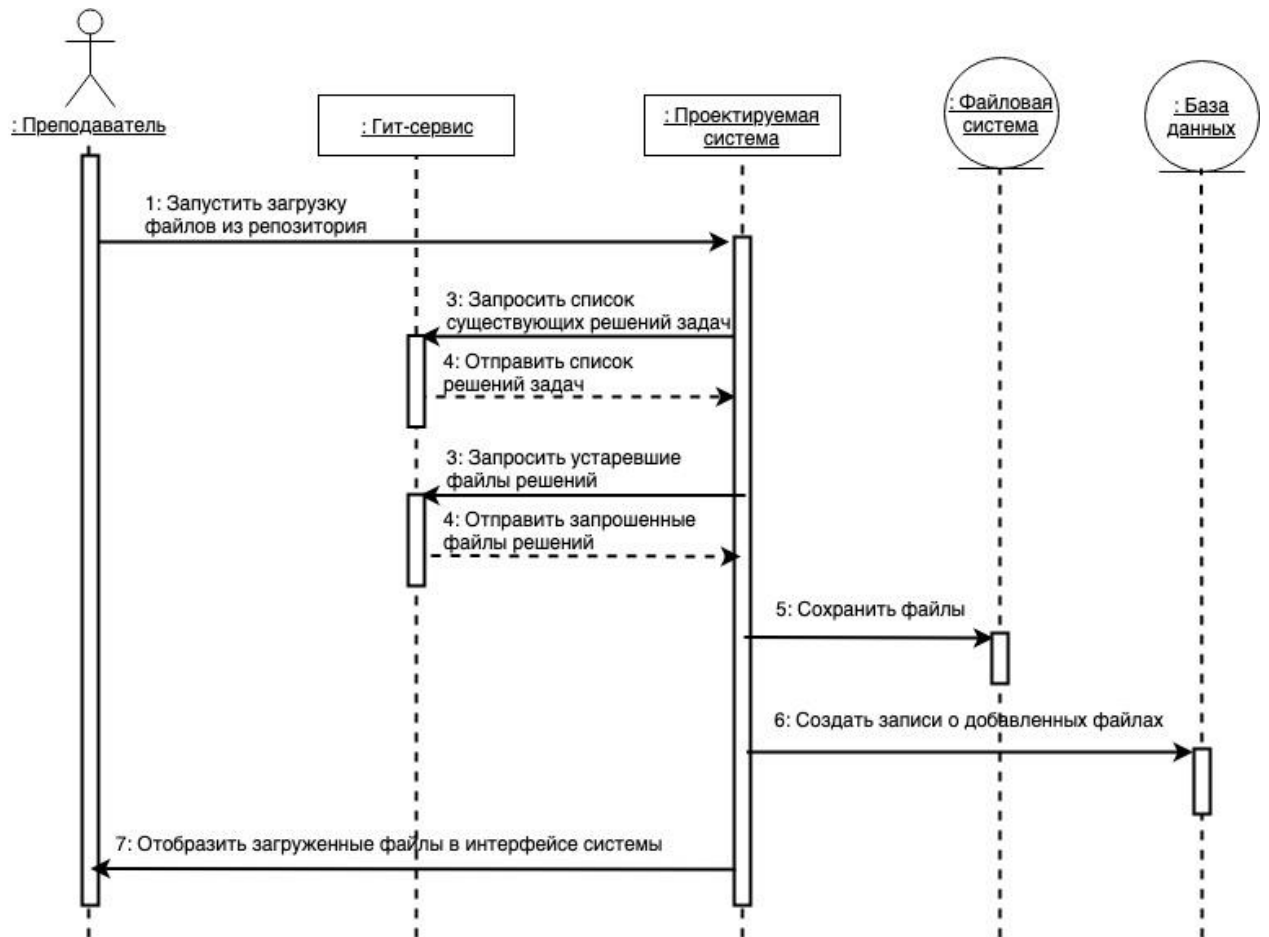 : Преподаватель
: Гит-сервис
: Проектируемая
система
: Файловая
система
: База
данных
1: Запустить загрузку
файлов из репозитория
3: Запросить список
существующих решений задач
4: Отправить список
решений задач
3: Запросить устаревшие
файлы решений
4: Отправить запрошенные
файлы решений
5: Сохранить файлы
6: Создать записи о добавленных файлах
7: Отобразить загруженные файлы в интерфейсе системы